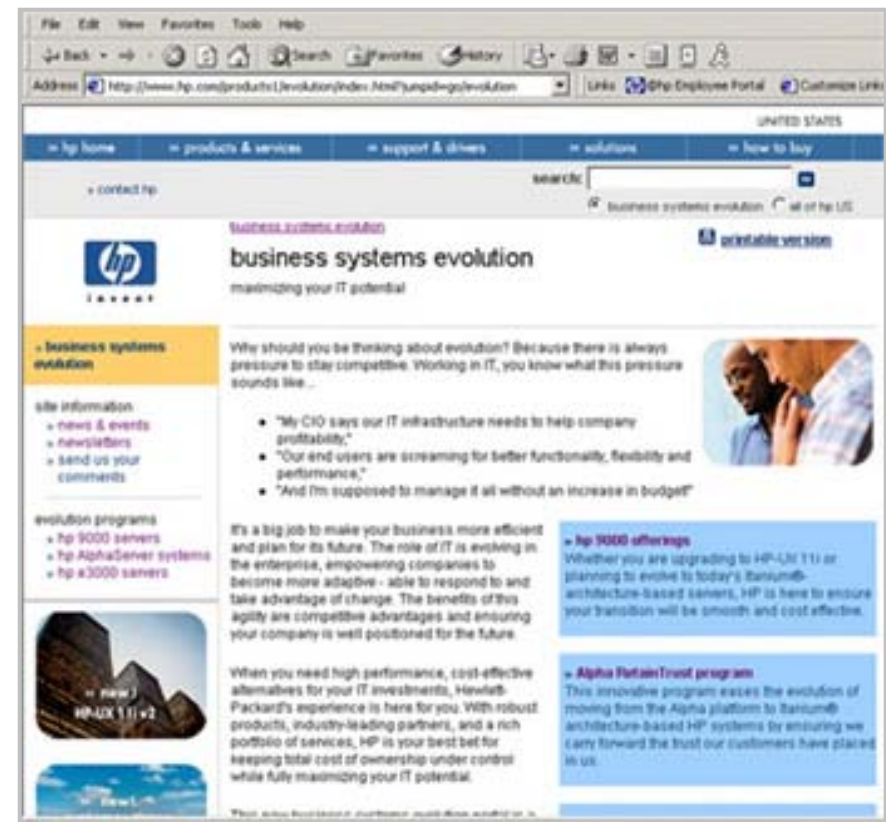 File Edit View Favorites Tools Help
Back Search Favorites History
Address http://www.hp.com/products1/evolution/index.html?jumpid=go/evolution Links @hp Employee Portal Customize Links
UNITED STATES
» hp home » products & services » support & drivers » solutions » how to buy
search:
» contact hp
business systems evolution all of hp US
business systems evolution
printable version
hp
invent
business systems evolution
maximizing your IT potential
» business systems
evolution
Why should you be thinking about evolution? Because there is always
pressure to stay competitive. Working in IT, you know what this pressure
sounds like...
• "My CIO says our IT infrastructure needs to help company
profitability,"
• "Our end users are screaming for better functionality, flexibility and
performance,"
• "And I'm supposed to manage it all without an increase in budget!"
site information
» news & events
» newsletters
» send us your
comments
evolution programs
» hp 9000 servers
» hp AlphaServer systems
» hp e3000 servers
» new!
HP-UX 11i v2
» new!
It's a big job to make your business more efficient
and plan for its future. The role of IT is evolving in
the enterprise, empowering companies to
become more adaptive - able to respond to and
take advantage of change. The benefits of this
agility are competitive advantages and ensuring
your company is well positioned for the future.
When you need high performance, cost-effective
alternatives for your IT investments, Hewlett-
Packard's experience is here for you. With robust
products, industry-leading partners, and a rich
portfolio of services, HP is your best bet for
keeping total cost of ownership under control
while fully maximizing your IT potential.
This new business systems evolution portal is a
» hp 9000 offerings
Whether you are upgrading to HP-UX 11i or
planning to evolve to today's Itanium®-
architecture-based servers, HP is here to ensure
your transition will be smooth and cost effective.
» Alpha RetainTrust program
This innovative program eases the evolution of
moving from the Alpha platform to Itanium®
architecture-based HP systems by ensuring we
carry forward the trust our customers have placed
in us.